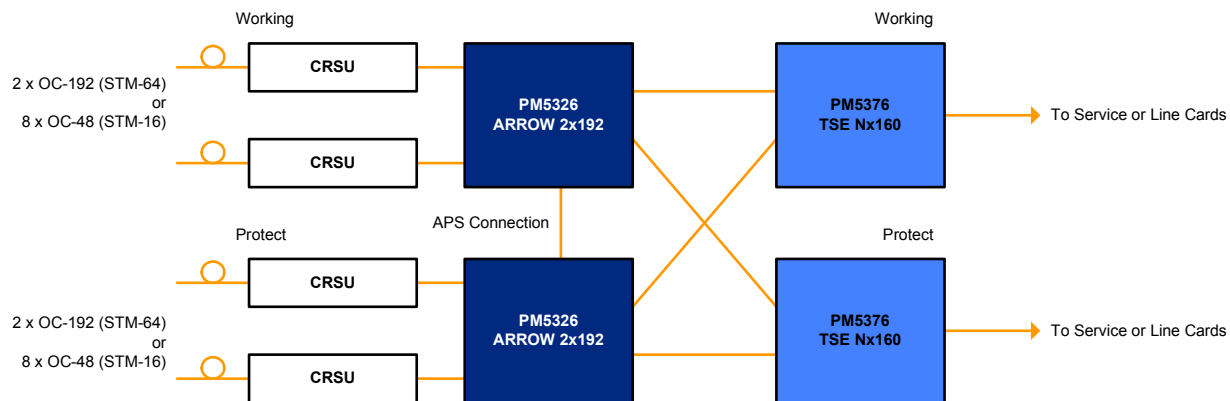 Working
Working
2 x OC-192 (STM-64)
or
8 x OC-48 (STM-16)
CRSU
CRSU
PM5326
ARROW 2x192
PM5376
TSE Nx160
To Service or Line Cards
APS Connection
Protect
Protect
2 x OC-192 (STM-64)
or
8 x OC-48 (STM-16)
CRSU
CRSU
PM5326
ARROW 2x192
PM5376
TSE Nx160
To Service or Line Cards